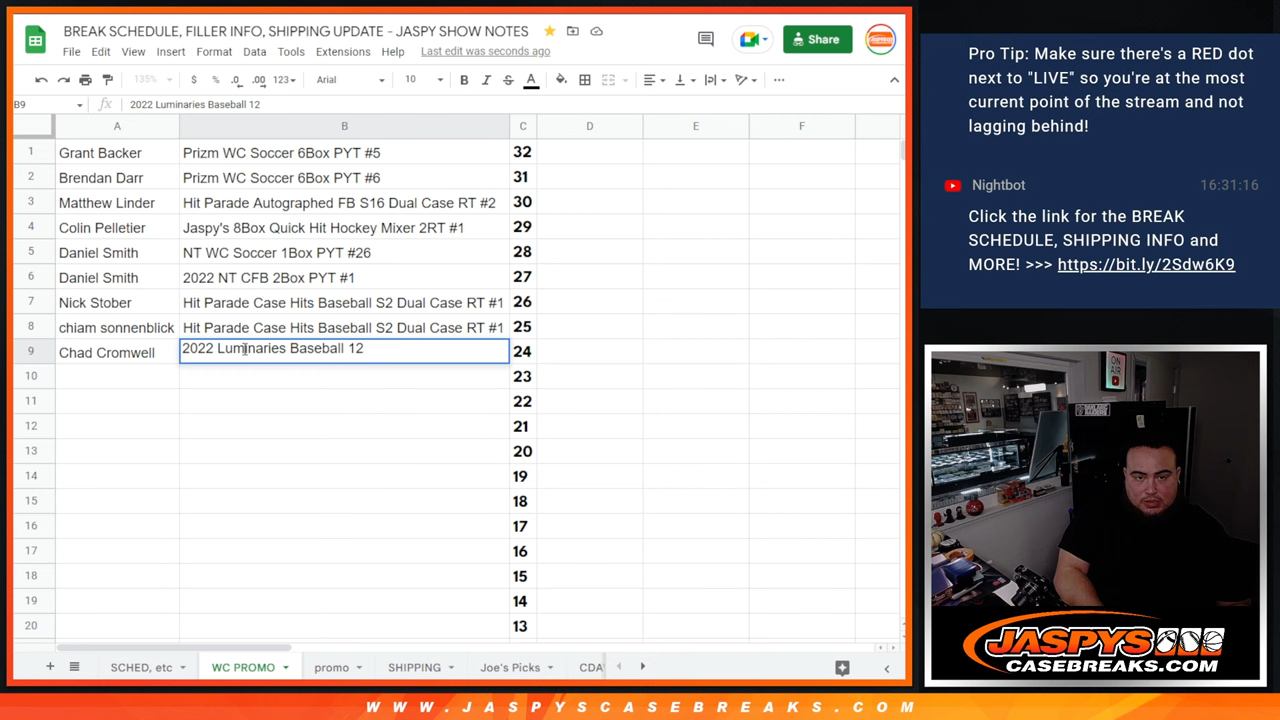 BREAK SCHEDULE, FILLER INFO, SHIPPING UPDATE - JASPY SHOW NOTES
File Edit View Insert Format Data Tools Extensions Help Last edit was seconds ago
Share
135% $ % .0 .00 123 Arial 10 B I S A
B9 fx 2022 Luminaries Baseball 12
A B C D E F
1 Grant Backer Prizm WC Soccer 6Box PYT #5 32
2 Brendan Darr Prizm WC Soccer 6Box PYT #6 31
3 Matthew Linder Hit Parade Autographed FB S16 Dual Case RT #2 30
4 Colin Pelletier Jaspy's 8Box Quick Hit Hockey Mixer 2RT #1 29
5 Daniel Smith NT WC Soccer 1Box PYT #26 28
6 Daniel Smith 2022 NT CFB 2Box PYT #1 27
7 Nick Stober Hit Parade Case Hits Baseball S2 Dual Case RT #1 26
8 chiam sonnenblick Hit Parade Case Hits Baseball S2 Dual Case RT #1 25
9 Chad Cromwell 2022 Luminaries Baseball 12 24
10 23
11 22
12 21
13 20
14 19
15 18
16 17
17 16
18 15
19 14
20 13
SCHED, etc WC PROMO promo SHIPPING Joe's Picks CDA
Pro Tip: Make sure there's a RED dot
next to "LIVE" so you're at the most
current point of the stream and not
lagging behind!
Nightbot 16:31:16
Click the link for the BREAK
SCHEDULE, SHIPPING INFO and
MORE! >>> https://bit.ly/2Sdw6K9
ON AIR
JASPYS
CASEBREAKS.COM
WWW.JASPYSCASEBREAKS.COM